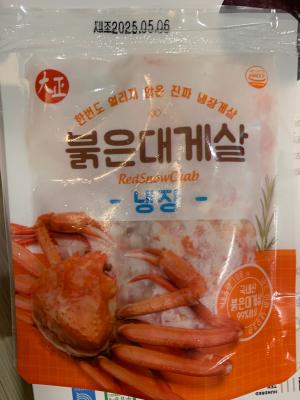 제조2025.05.06
大正
한번도 얼리지 않은 진짜 냉장게살
HACCP
붉은대게살
RedSnowCrab
- 냉장 -
국내산
붉은대게살
99%
HUNDRED